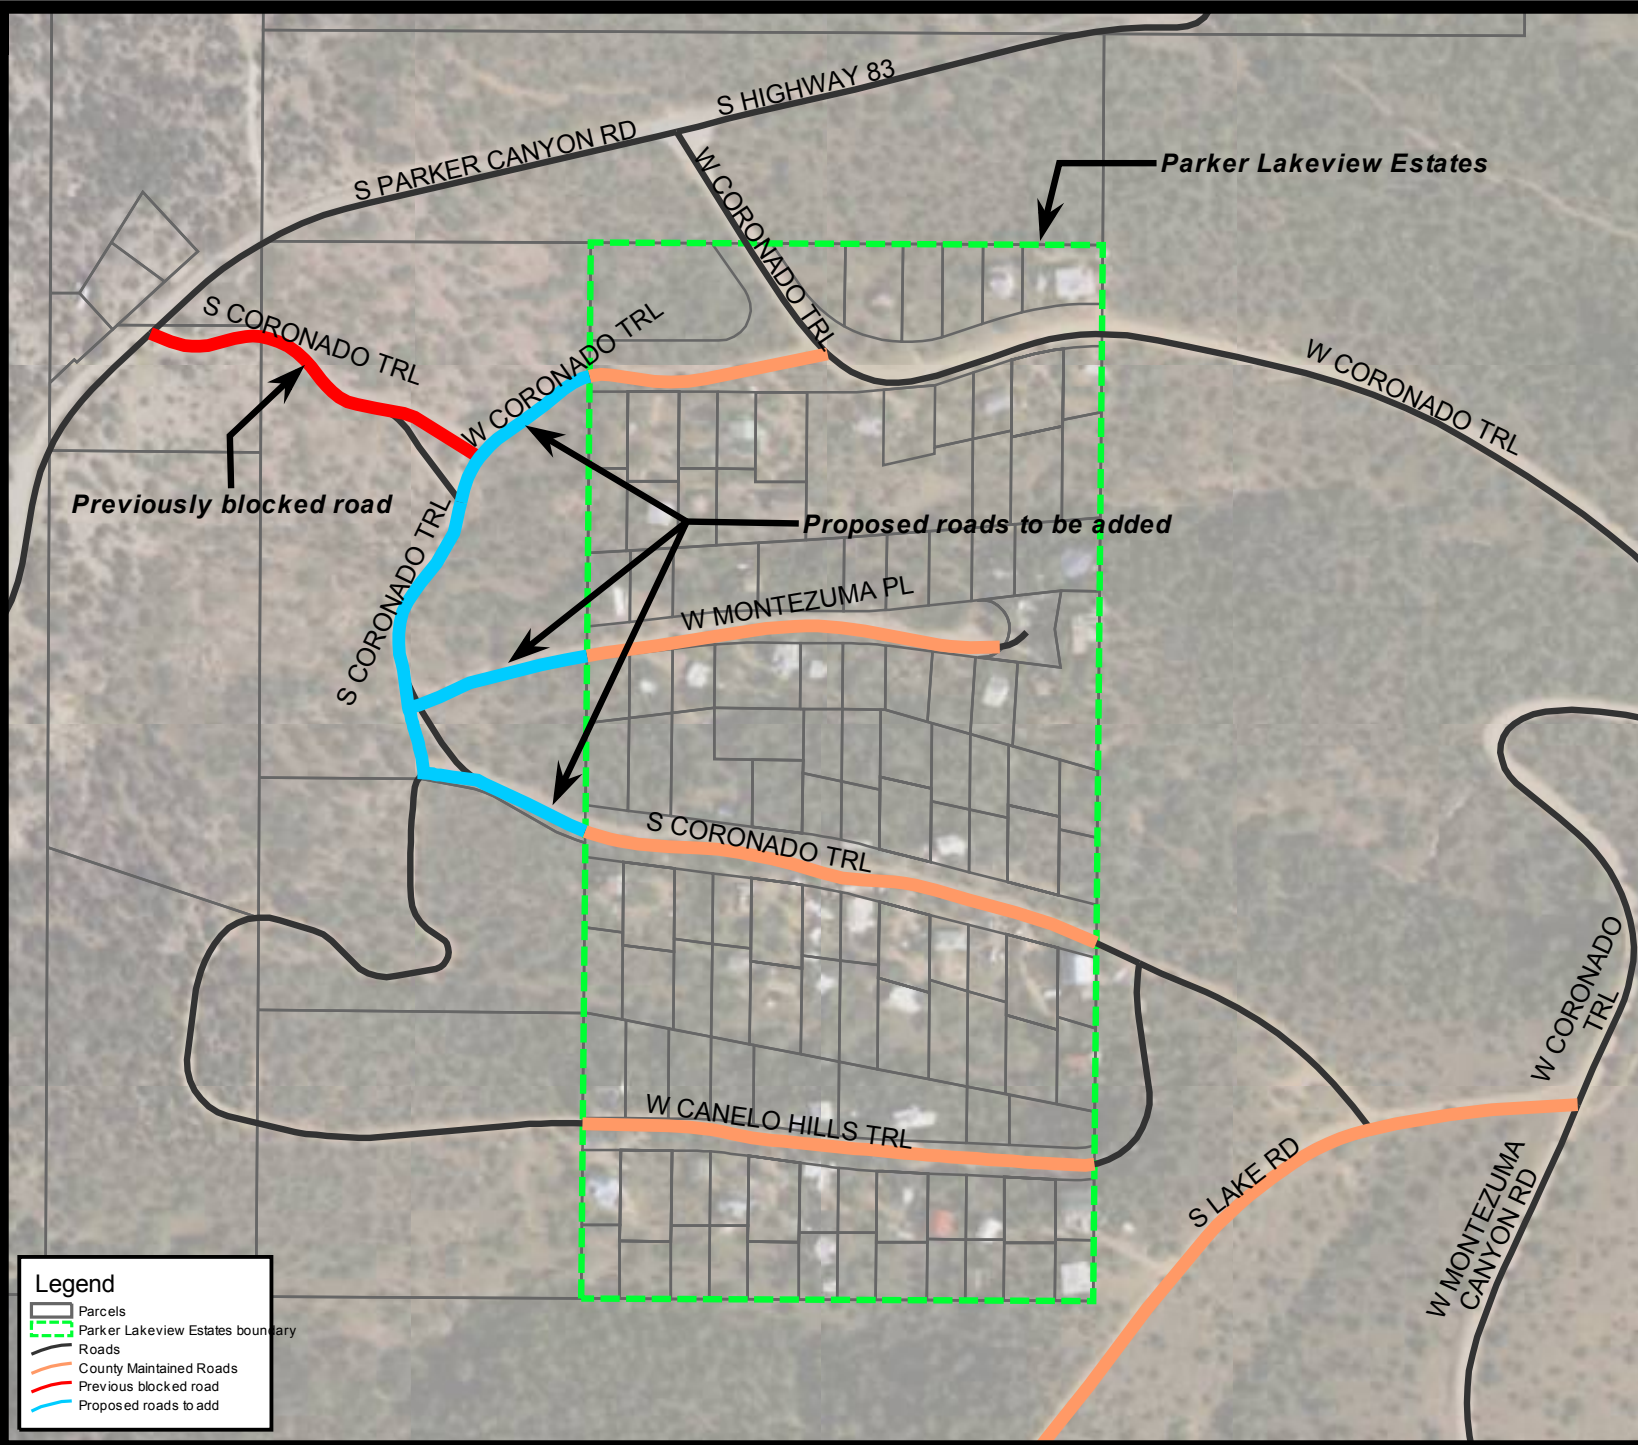 S HIGHWAY 83
S PARKER CANYON RD
W CORONADO TRL
Parker Lakeview Estates
S CORONADO TRL
W CORONADO TRL
W CORONADO TRL
Previously blocked road
Proposed roads to be added
S CORONADO TRL
W MONTEZUMA PL
S CORONADO TRL
W CORONADO
TRL
W CANELO HILLS TRL
S LAKE RD
W MONTEZUMA
CANYON RD
Legend
Parcels
Parker Lakeview Estates boundary
Roads
County Maintained Roads
Previous blocked road
Proposed roads to add